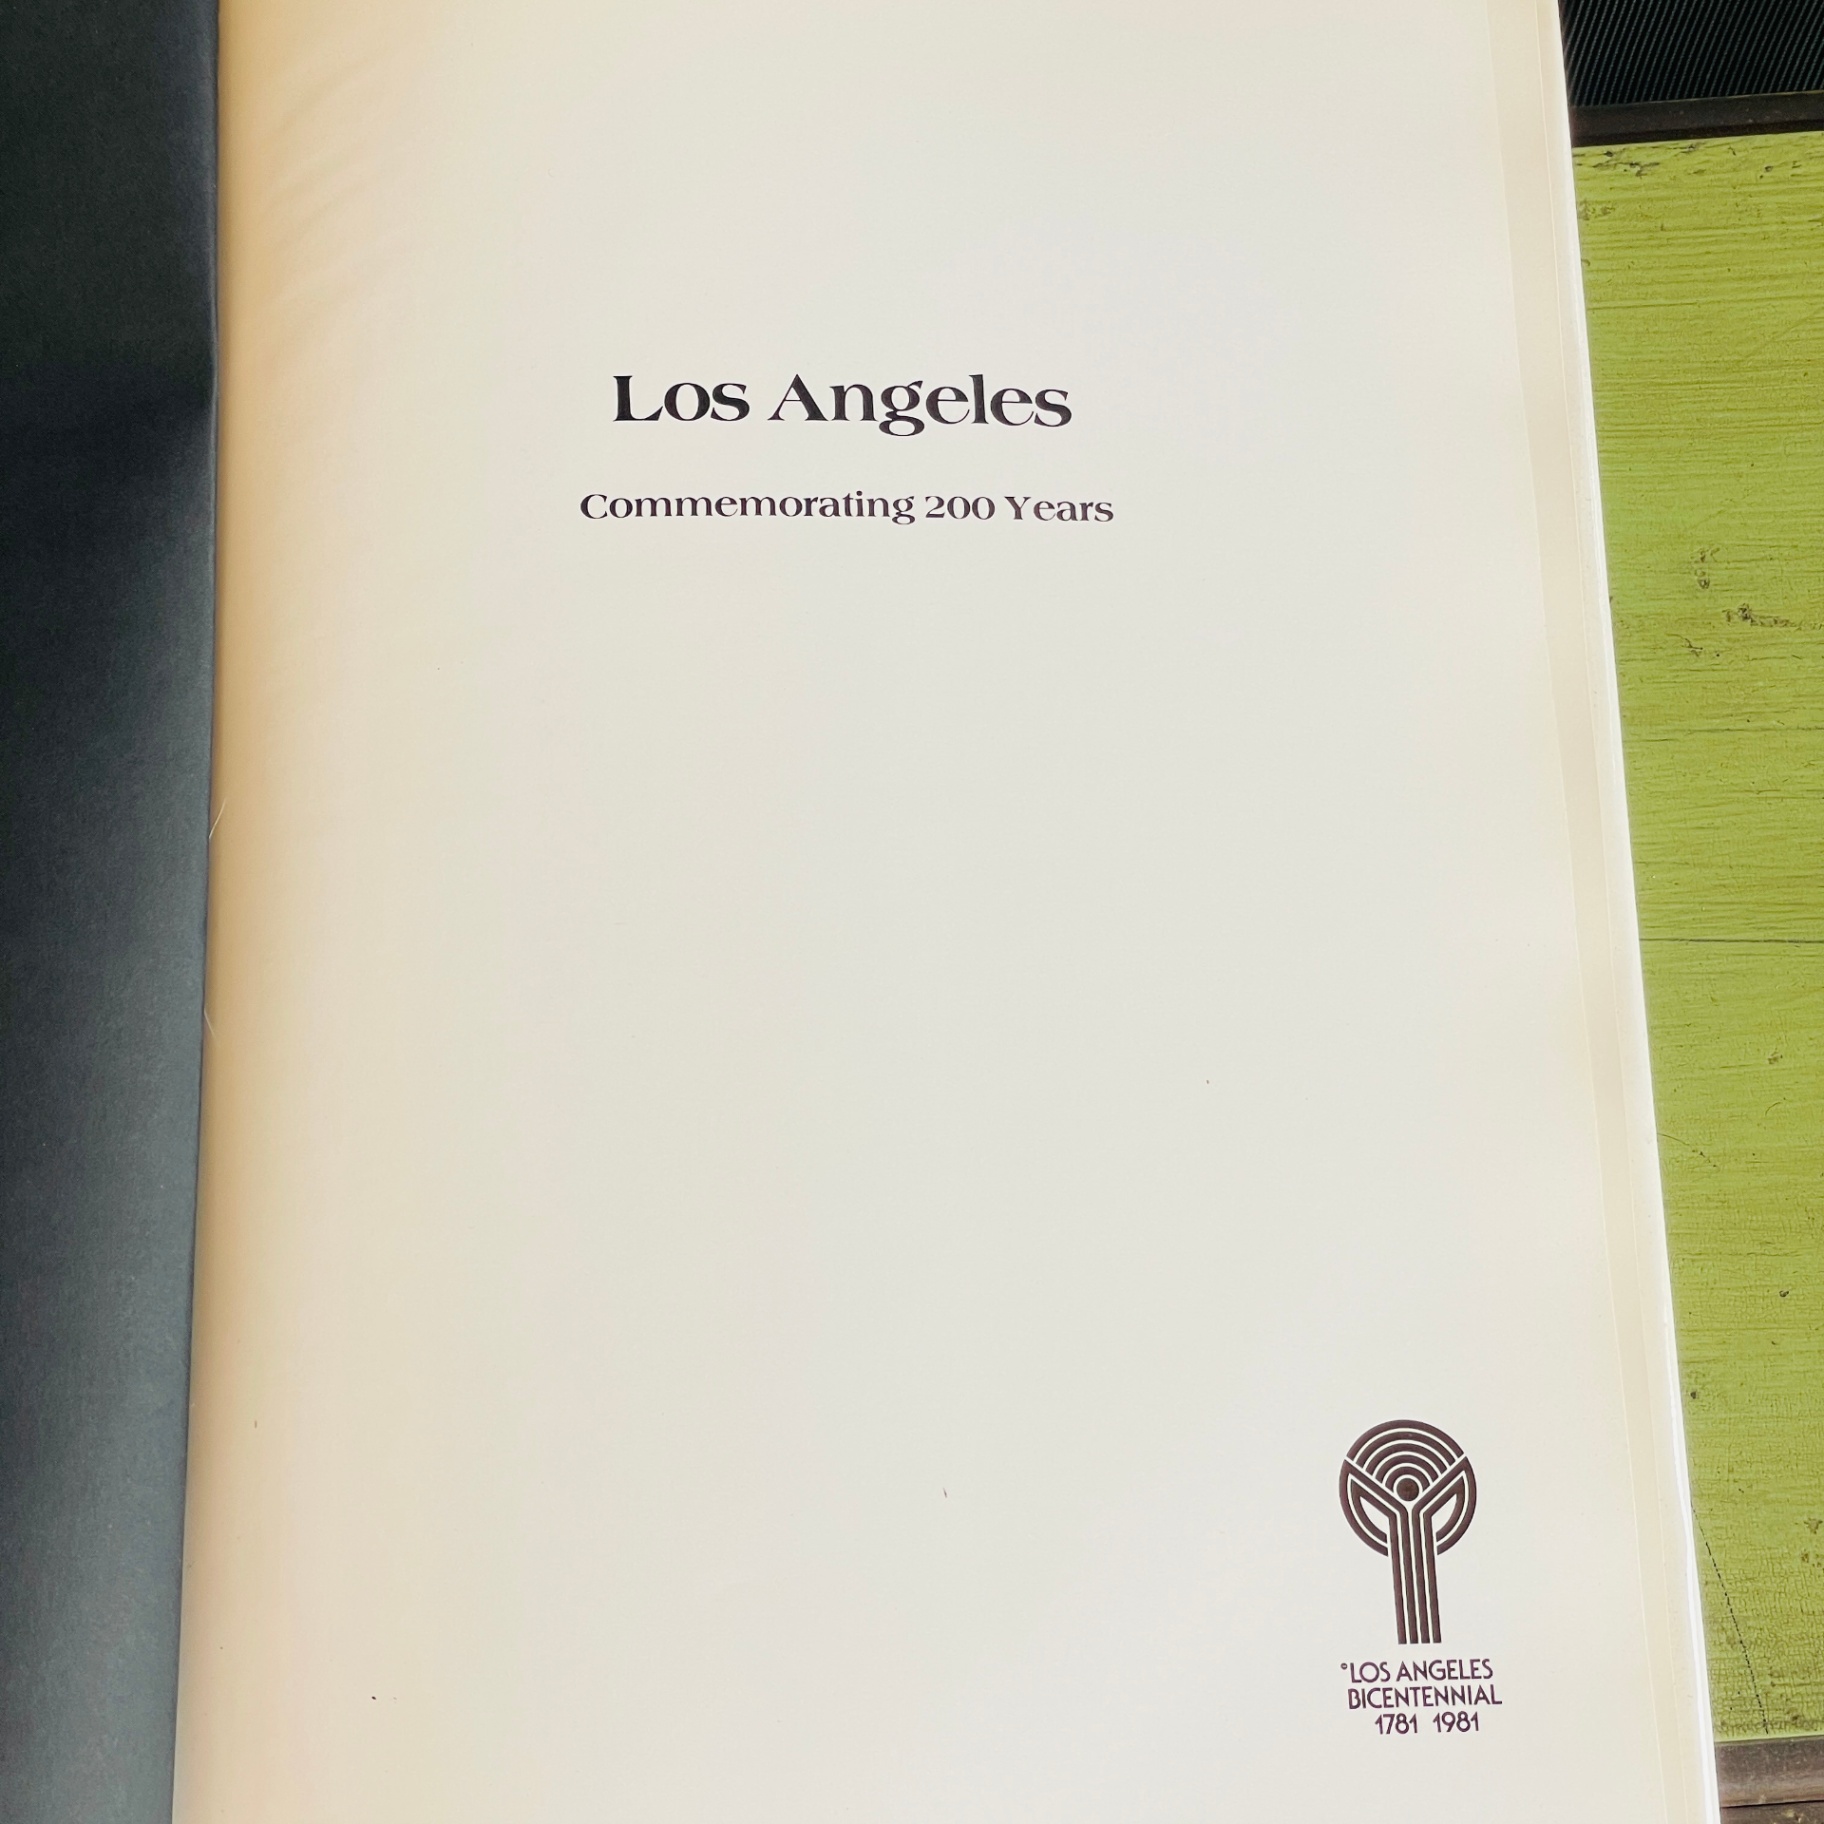 Los Angeles
Commemorating 200 Years
©LOS ANGELES
BICENTENNIAL
1781 1981